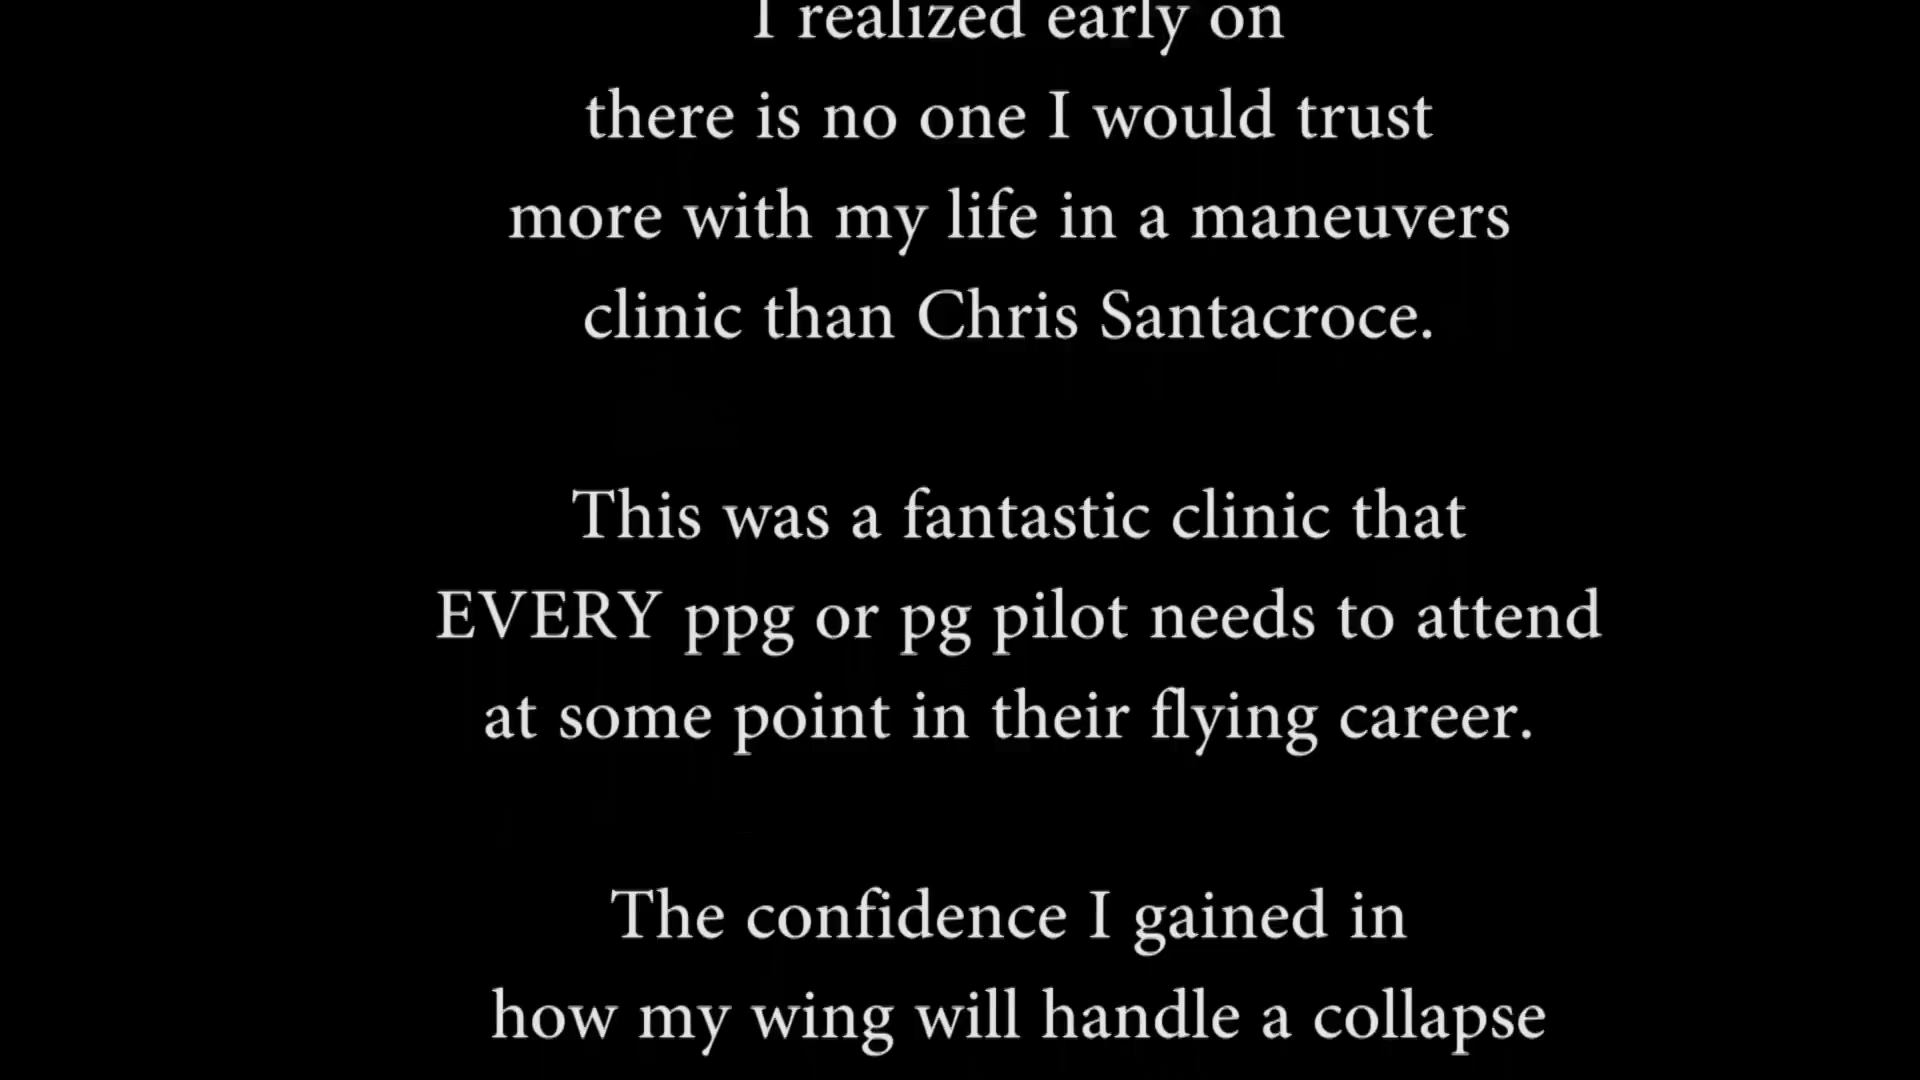 I realized early on
there is no one I would trust
more with my life in a maneuvers
clinic than Chris Santacroce.
This was a fantastic clinic that
EVERY ppg or pg pilot needs to attend
at some point in their flying career.
The confidence I gained in
how my wing will handle a collapse